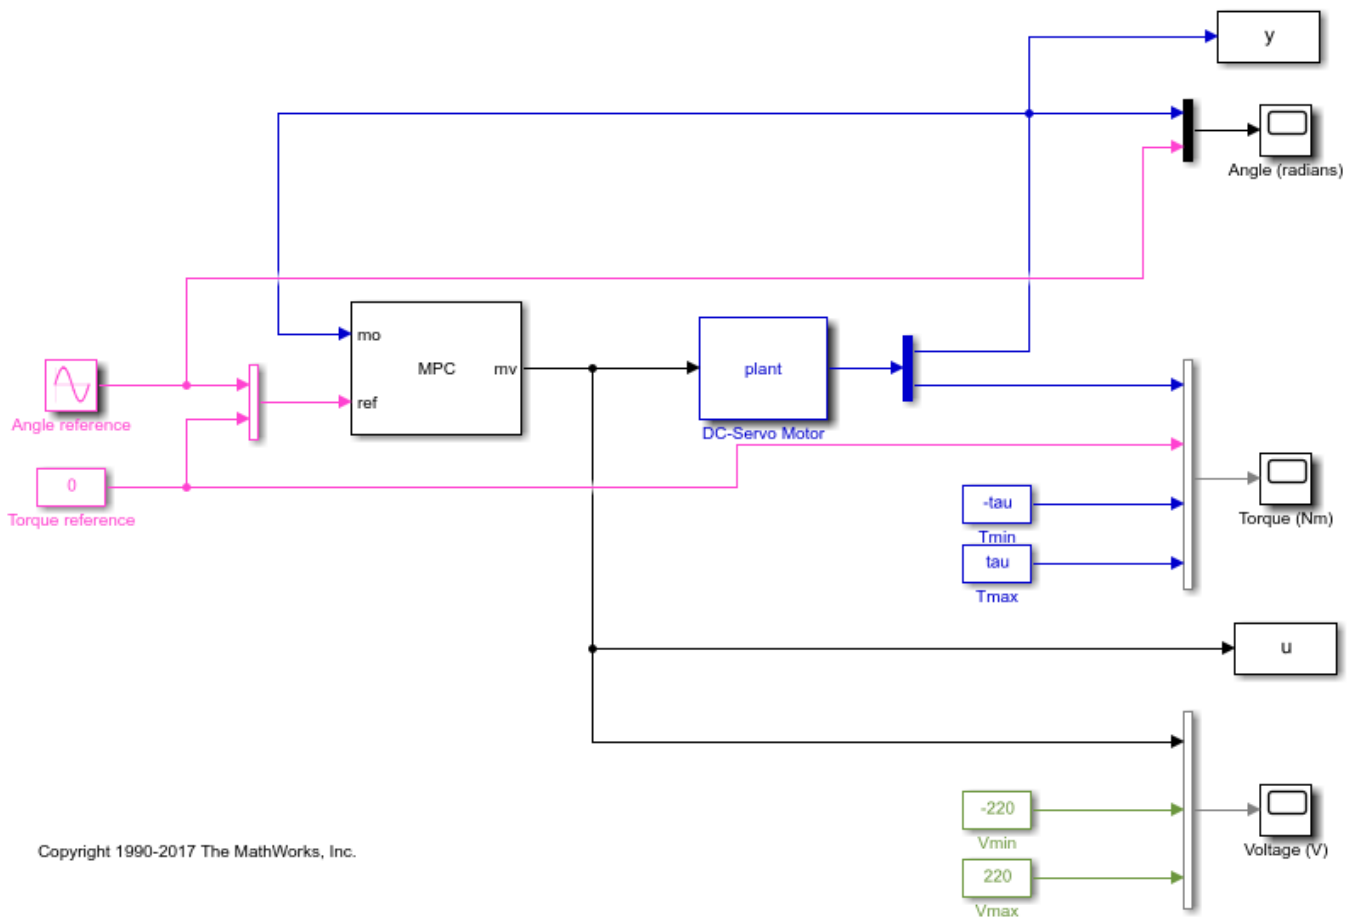 y
Angle (radians)
mo
MPC
mv
ref
plant
DC-Servo Motor
Angle reference
0
Torque reference
-tau
Tmin
tau
Tmax
Torque (Nm)
u
-220
Vmin
220
Vmax
Voltage (V)
Copyright 1990-2017 The MathWorks, Inc.